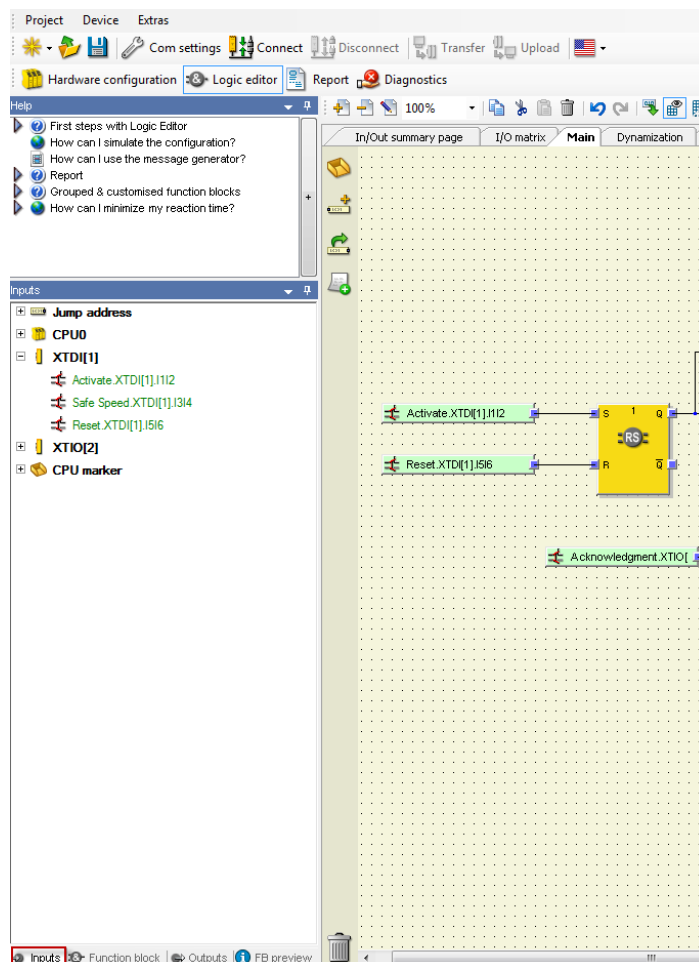 Project Device Extras
Com settings Connect Disconnect Transfer Upload
Hardware configuration Logic editor Report Diagnostics
Help
First steps with Logic Editor
How can I simulate the configuration?
How can I use the message generator?
Report
Grouped & customised function blocks
How can I minimize my reaction time?
100%
In/Out summary page I/O matrix Main Dynamization
Inputs
Jump address
CPU0
XTDI[1]
Activate.XTDI[1].I1I2
Safe Speed.XTDI[1].I3I4
Reset.XTDI[1].I5I6
XTIO[2]
CPU marker
Activate.XTDI[1].I1I2
S 1 Q
RS
Reset.XTDI[1].I5I6
R Q̅
Acknowledgment.XTIO[
Inputs Function block Outputs FB preview